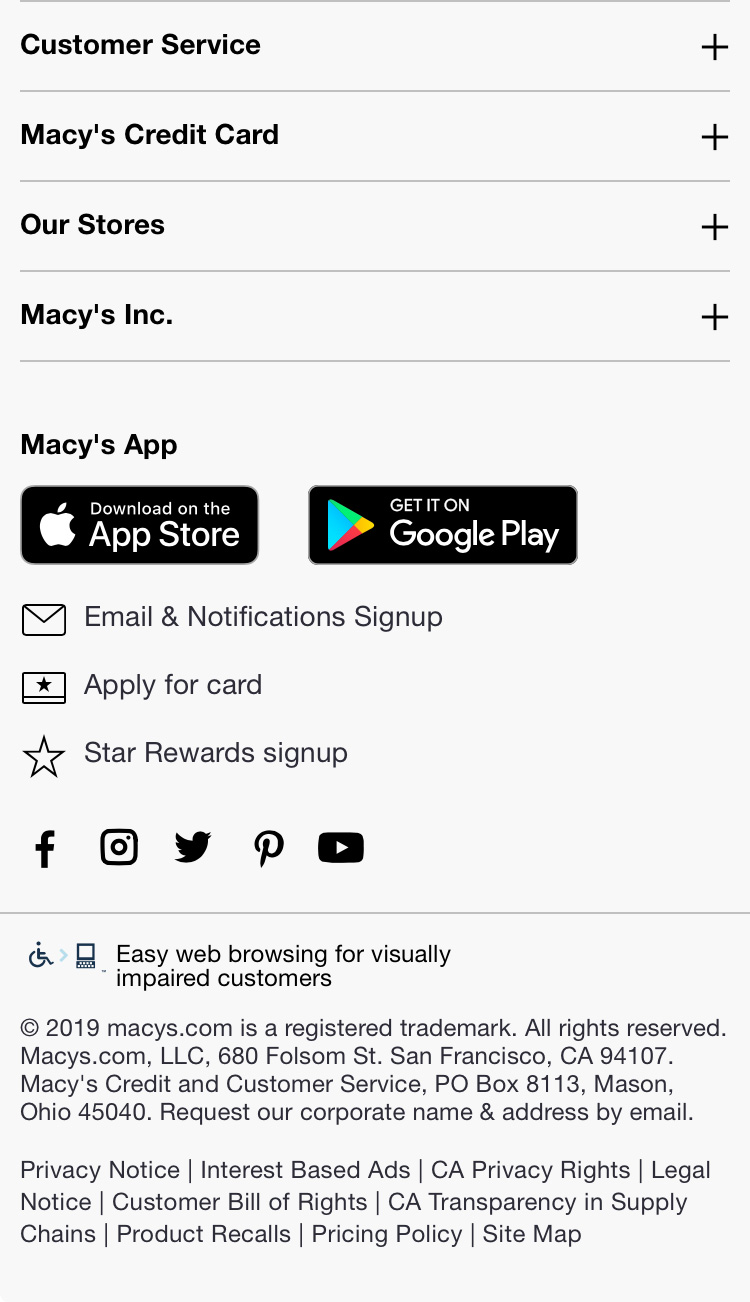 Customer Service
Macy's Credit Card
Our Stores
Macy's Inc.
Macy's App
Download on the
App Store
GET IT ON
Google Play
Email & Notifications Signup
Apply for card
Star Rewards signup
Easy web browsing for visually
impaired customers
© 2019 macys.com is a registered trademark. All rights reserved.
Macys.com, LLC, 680 Folsom St. San Francisco, CA 94107.
Macy's Credit and Customer Service, PO Box 8113, Mason,
Ohio 45040. Request our corporate name & address by email.
Privacy Notice | Interest Based Ads | CA Privacy Rights | Legal
Notice | Customer Bill of Rights | CA Transparency in Supply
Chains | Product Recalls | Pricing Policy | Site Map